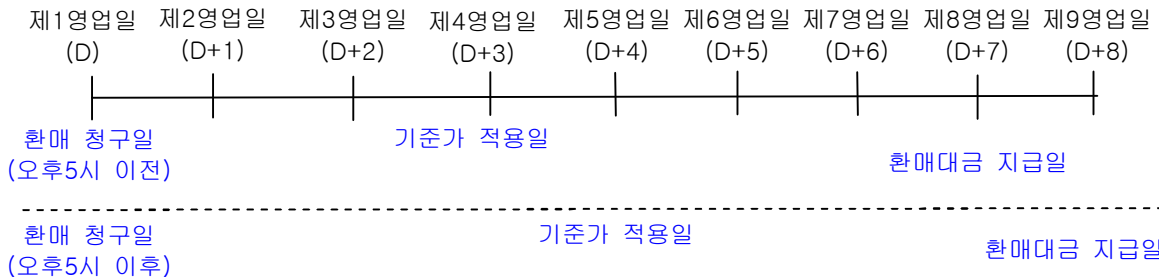 제1영업일 제2영업일 제3영업일 제4영업일 제5영업일 제6영업일 제7영업일 제8영업일 제9영업일
(D) (D+1) (D+2) (D+3) (D+4) (D+5) (D+6) (D+7) (D+8)
환매 청구일 기준가 적용일
(오후5시 이전) 환매대금 지급일
환매 청구일 기준가 적용일
(오후5시 이후) 환매대금 지급일